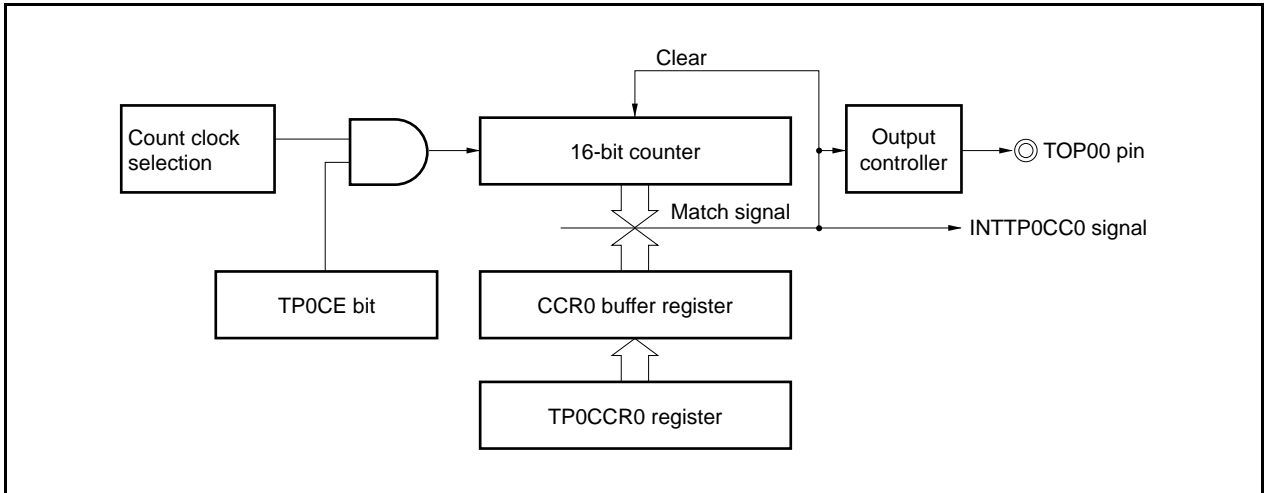 Clear
Count clock
selection
16-bit counter
Output
controller
TOP00 pin
Match signal
INTTP0CC0 signal
TP0CE bit
CCR0 buffer register
TP0CCR0 register